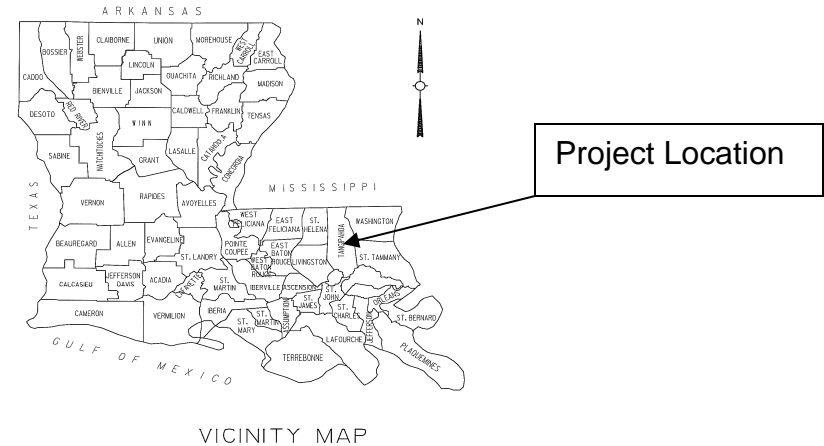 ARKANSAS
N
CLAIBORNE
UNION
MOREHOUSE
WEST
CARROLL
EAST
CARROLL
BOSSIER
WEBSTER
CADDO
LINCOLN
OUACHITA
RICHLAND
MADISON
BIENVILLE
JACKSON
DESOTO
RED RIVER
CALDWELL
FRANKLIN
TENSAS
WINN
NATCHITOCHES
SABINE
GRANT
LASALLE
CATAHOULA
CONCORDIA
Project Location
TEXAS
MISSISSIPPI
VERNON
RAPIDES
AVOYELLES
WEST
FELICIANA
EAST
FELICIANA
ST.
HELENA
TANGIPAHOA
WASHINGTON
BEAUREGARD
ALLEN
EVANGELINE
ST. LANDRY
POINTE
COUPEE
EAST
BATON
ROUGE
WEST
BATON
ROUGE
LIVINGSTON
ST. TAMMANY
CALCASIEU
JEFFERSON
DAVIS
ACADIA
LAFAYETTE
ST.
MARTIN
IBERVILLE
ASCENSION
ST.
JOHN
ST.
JAMES
ORLEANS
CAMERON
VERMILION
IBERIA
ST.
MARTIN
ST.
MARY
ASSUMPTION
ST.
CHARLES
JEFFERSON
ST. BERNARD
LAFOURCHE
PLAQUEMINES
TERREBONNE
GULF OF MEXICO
VICINITY MAP